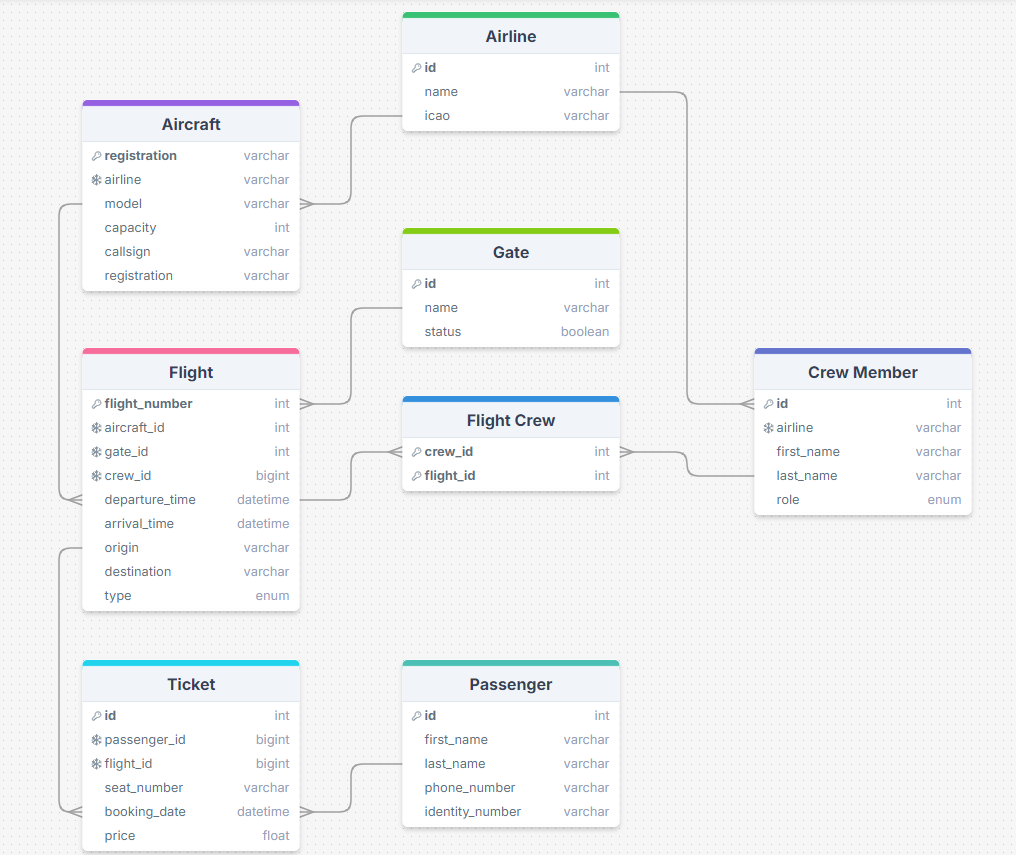 Airline
id int
name varchar
icao varchar
Aircraft
registration varchar
airline varchar
model varchar
capacity int
callsign varchar
registration varchar
Gate
id int
name varchar
status boolean
Flight
flight_number int
aircraft_id int
gate_id int
crew_id bigint
departure_time datetime
arrival_time datetime
origin varchar
destination varchar
type enum
Flight Crew
crew_id int
flight_id int
Crew Member
id int
airline varchar
first_name varchar
last_name varchar
role enum
Ticket
id int
passenger_id bigint
flight_id bigint
seat_number varchar
booking_date datetime
price float
Passenger
id int
first_name varchar
last_name varchar
phone_number varchar
identity_number varchar